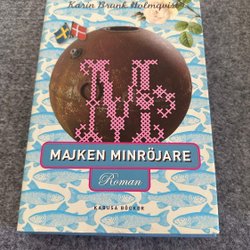 Karin Brunk Holmqvist
M
MAJKEN MINRÖJARE
Roman
KABUSA BÖCKER